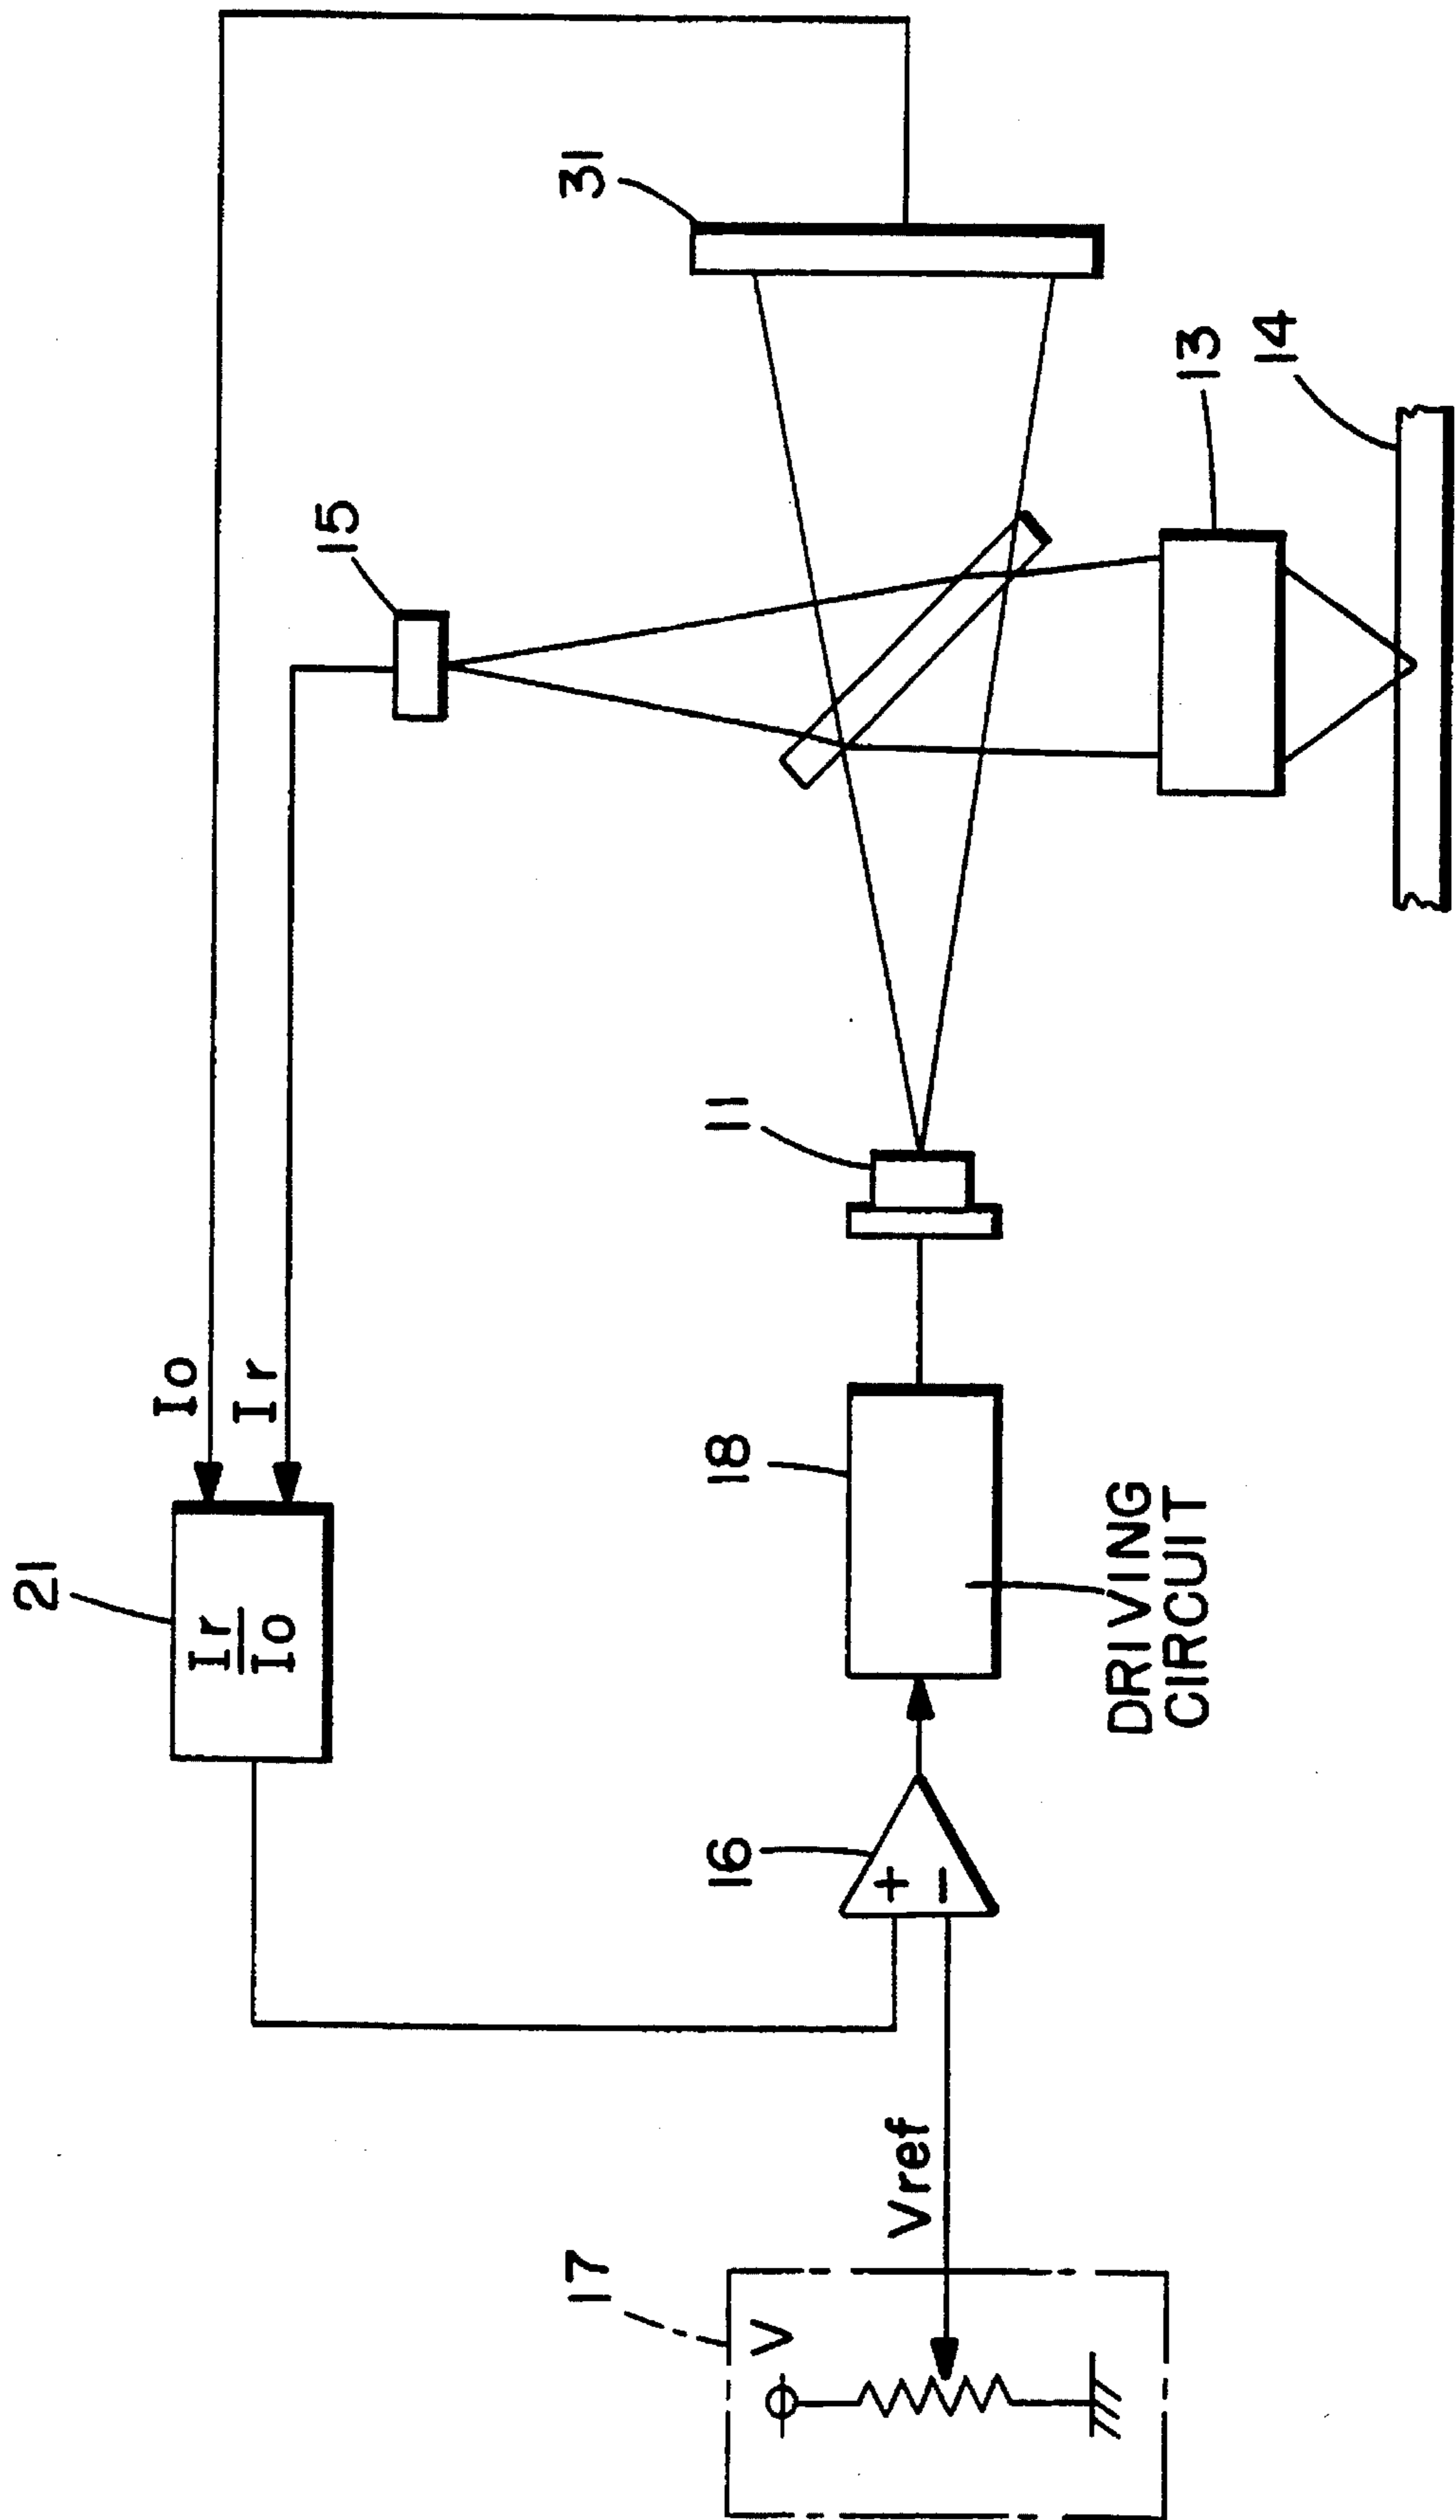 21
Ir
Io
Io
Ir
15
31
17
V
Vref
16
+
−
18
DRIVING
CIRCUIT
11
13
14